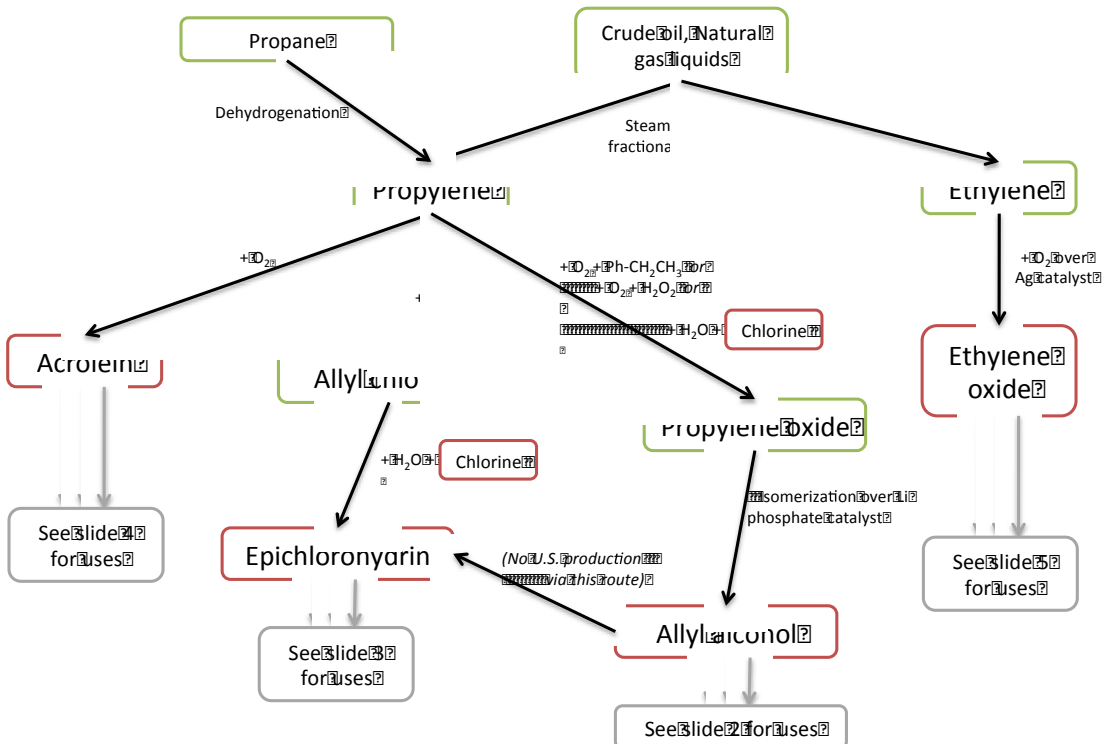 Propane
Crude oil, Natural
gas liquids
Dehydrogenation
Steam
fractiona
Propylene
Ethylene
+ O2
+ O2 + Ph-CH2CH3 or
+ O2 + H2O2 or
+ H2O +
Chlorine
+ O2 over
Ag catalyst
+
Acrolein
Allyl chlo
Ethylene
oxide
Propylene oxide
+ H2O +
Chlorine
Isomerization over Li
phosphate catalyst
See slide 4
for uses
Epichlorohydrin
(No U.S. production
via this route)
See slide 5
for uses
Allyl alcohol
See slide 3
for uses
See slide 2 for uses